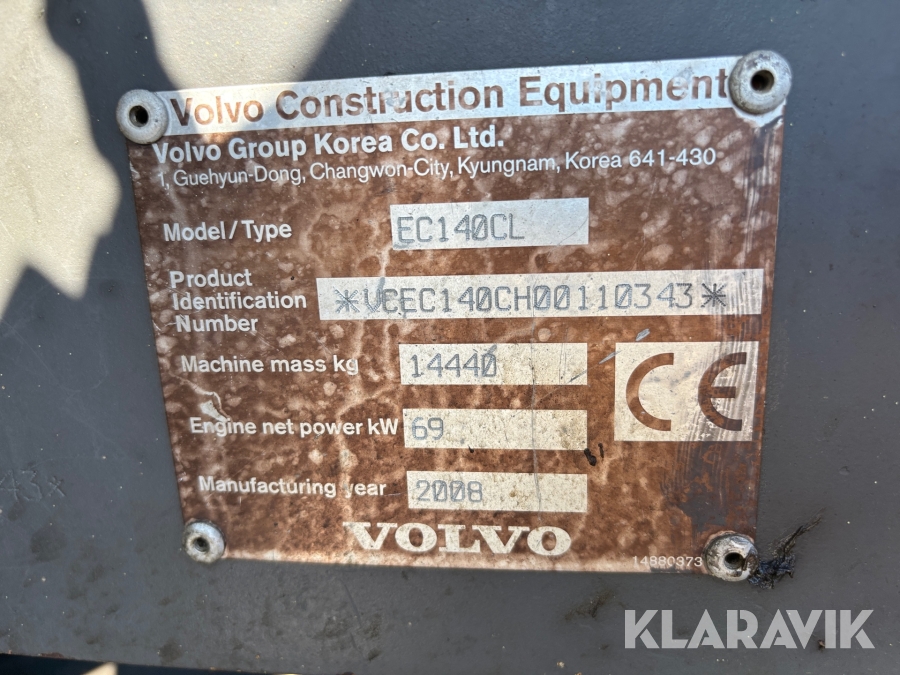 Volvo Construction Equipment
Volvo Group Korea Co. Ltd.
1, Guehyun-Dong, Changwon-City, Kyungnam, Korea 641-430
Model/Type EC140CL
Product
Identification
Number
*VCEC140CH00110343*
Machine mass kg 14440
CE
Engine net power kW 69
Manufacturing year 2008
VOLVO
14880973
43*
KLARAVIK